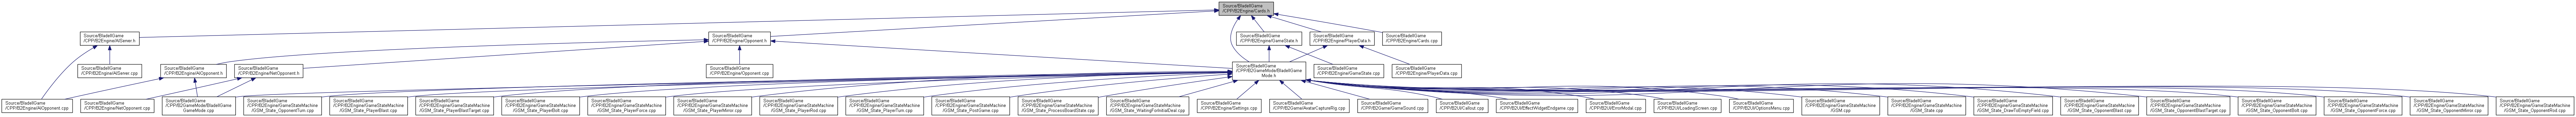 Source/BladeIIGame
/CPP/B2Engine/Cards.h
Source/BladeIIGame
/CPP/B2Engine/AIServer.h
Source/BladeIIGame
/CPP/B2Engine/Opponent.h
Source/BladeIIGame
/CPP/B2Engine/GameState.h
Source/BladeIIGame
/CPP/B2Engine/PlayerData.h
Source/BladeIIGame
/CPP/B2Engine/Cards.cpp
Source/BladeIIGame
/CPP/B2Engine/AIServer.cpp
Source/BladeIIGame
/CPP/B2Engine/AIOpponent.h
Source/BladeIIGame
/CPP/B2Engine/NetOpponent.h
Source/BladeIIGame
/CPP/B2Engine/Opponent.cpp
Source/BladeIIGame
/CPP/B2GameMode/BladeIIGame
Mode.h
Source/BladeIIGame
/CPP/B2Engine/GameState.cpp
Source/BladeIIGame
/CPP/B2Engine/PlayerData.cpp
Source/BladeIIGame
/CPP/B2Engine/AIOpponent.cpp
Source/BladeIIGame
/CPP/B2Engine/NetOpponent.cpp
Source/BladeIIGame
/CPP/B2GameMode/BladeIIGame
GameMode.cpp
Source/BladeIIGame
/CPP/B2Engine/GameStateMachine
/GSM_State_OpponentTurn.cpp
Source/BladeIIGame
/CPP/B2Engine/GameStateMachine
/GSM_State_PlayerBlast.cpp
Source/BladeIIGame
/CPP/B2Engine/GameStateMachine
/GSM_State_PlayerBlastTarget.cpp
Source/BladeIIGame
/CPP/B2Engine/GameStateMachine
/GSM_State_PlayerBolt.cpp
Source/BladeIIGame
/CPP/B2Engine/GameStateMachine
/GSM_State_PlayerForce.cpp
Source/BladeIIGame
/CPP/B2Engine/GameStateMachine
/GSM_State_PlayerMirror.cpp
Source/BladeIIGame
/CPP/B2Engine/GameStateMachine
/GSM_State_PlayerRod.cpp
Source/BladeIIGame
/CPP/B2Engine/GameStateMachine
/GSM_State_PlayerTurn.cpp
Source/BladeIIGame
/CPP/B2Engine/GameStateMachine
/GSM_State_PostGame.cpp
Source/BladeIIGame
/CPP/B2Engine/GameStateMachine
/GSM_State_ProcessBoardState.cpp
Source/BladeIIGame
/CPP/B2Engine/GameStateMachine
/GSM_State_WaitingForInitialDeal.cpp
Source/BladeIIGame
/CPP/B2Engine/Settings.cpp
Source/BladeIIGame
/CPP/B2Game/AvatarCaptureRig.cpp
Source/BladeIIGame
/CPP/B2Game/GameSound.cpp
Source/BladeIIGame
/CPP/B2UI/Callout.cpp
Source/BladeIIGame
/CPP/B2UI/EffectWidgetEndgame.cpp
Source/BladeIIGame
/CPP/B2UI/ErrorModal.cpp
Source/BladeIIGame
/CPP/B2UI/LoadingScreen.cpp
Source/BladeIIGame
/CPP/B2UI/OptionsMenu.cpp
Source/BladeIIGame
/CPP/B2Engine/GameStateMachine
/GSM.cpp
Source/BladeIIGame
/CPP/B2Engine/GameStateMachine
/GSM_State.cpp
Source/BladeIIGame
/CPP/B2Engine/GameStateMachine
/GSM_State_DrawToEmptyField.cpp
Source/BladeIIGame
/CPP/B2Engine/GameStateMachine
/GSM_State_OpponentBlast.cpp
Source/BladeIIGame
/CPP/B2Engine/GameStateMachine
/GSM_State_OpponentBlastTarget.cpp
Source/BladeIIGame
/CPP/B2Engine/GameStateMachine
/GSM_State_OpponentBolt.cpp
Source/BladeIIGame
/CPP/B2Engine/GameStateMachine
/GSM_State_OpponentForce.cpp
Source/BladeIIGame
/CPP/B2Engine/GameStateMachine
/GSM_State_OpponentMirror.cpp
Source/BladeIIGame
/CPP/B2Engine/GameStateMachine
/GSM_State_OpponentRod.cpp